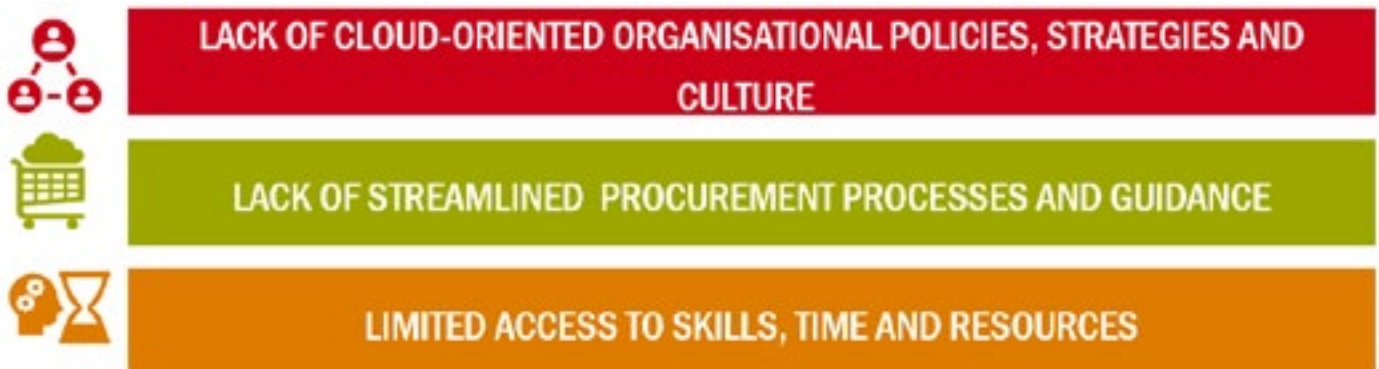 LACK OF CLOUD-ORIENTED ORGANISATIONAL POLICIES, STRATEGIES AND
CULTURE
LACK OF STREAMLINED PROCUREMENT PROCESSES AND GUIDANCE
LIMITED ACCESS TO SKILLS, TIME AND RESOURCES